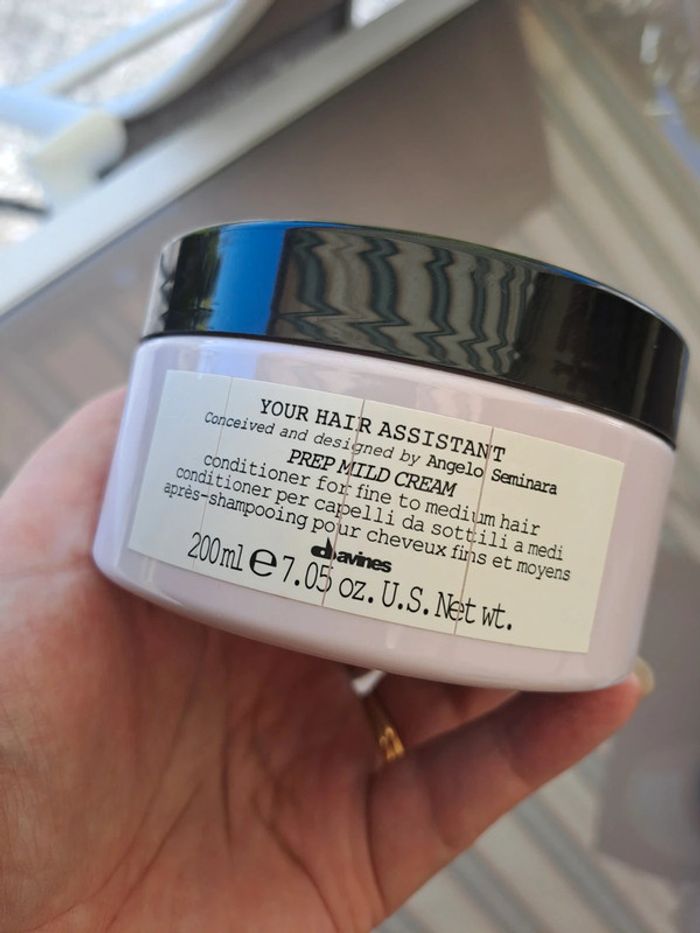 YOUR HAIR ASSISTANT
Conceived and designed by Angelo Seminara
PREP MILD CREAM
conditioner for fine to medium hair
conditioner per capelli da sottili a medi
après-shampooing pour cheveux fins et moyens
davines
200ml ℮ 7.05 oz. U.S. Net wt.